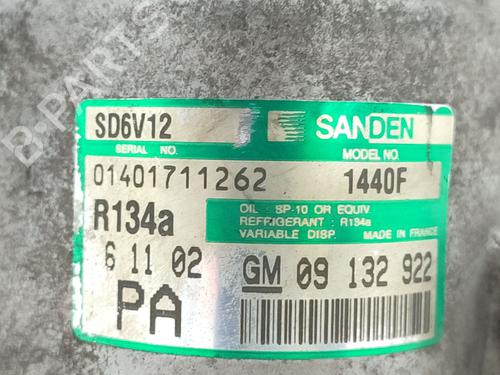 B-PARTS
SD6V12
SANDEN
SERIAL NO.
MODEL NO.
01401711262
1440F
R134a
OIL : SP-10 OR EQUIV
REFRIGERANT : R134a
VARIABLE DISP. MADE IN FRANCE
6 11 02
GM 09 132 922
PA